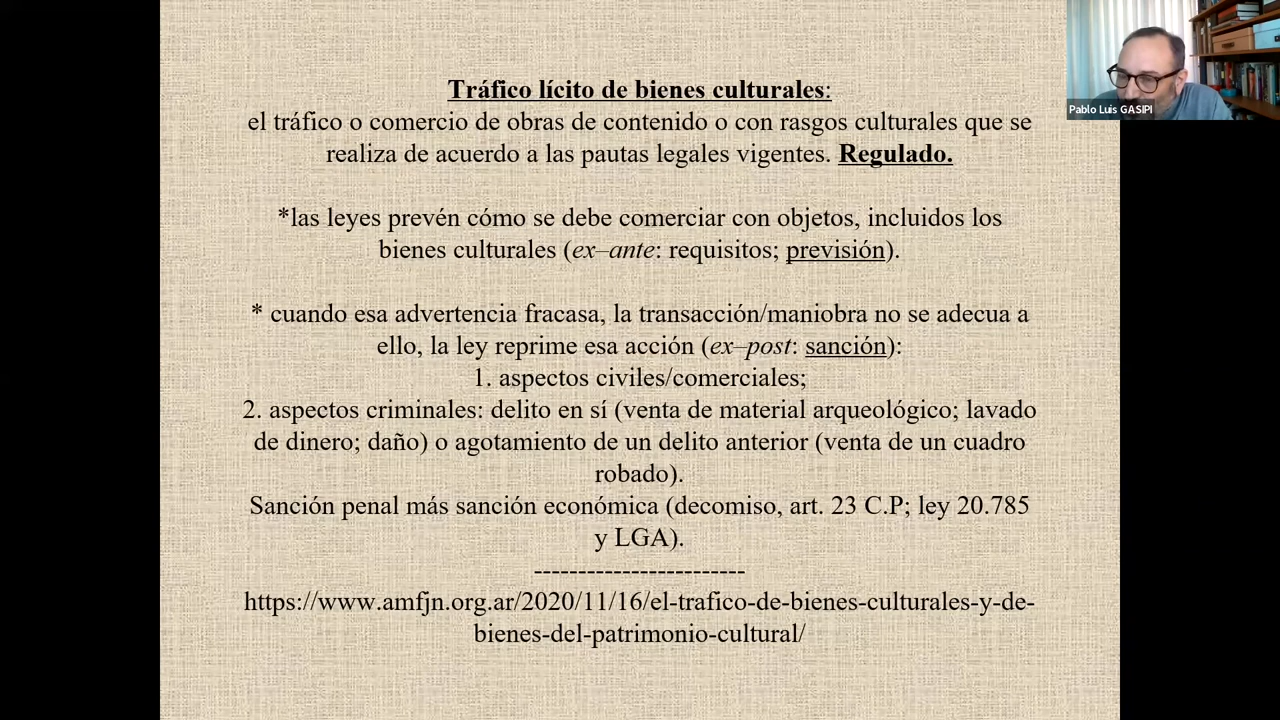 Tráfico lícito de bienes culturales:
el tráfico o comercio de obras de contenido o con rasgos culturales que se
realiza de acuerdo a las pautas legales vigentes. Regulado.
*las leyes prevén cómo se debe comerciar con objetos, incluidos los
bienes culturales (ex–ante: requisitos; previsión).
* cuando esa advertencia fracasa, la transacción/maniobra no se adecua a
ello, la ley reprime esa acción (ex–post: sanción):
1. aspectos civiles/comerciales;
2. aspectos criminales: delito en sí (venta de material arqueológico; lavado
de dinero; daño) o agotamiento de un delito anterior (venta de un cuadro
robado).
Sanción penal más sanción económica (decomiso, art. 23 C.P; ley 20.785
y LGA).
------------------------
https://www.amfjn.org.ar/2020/11/16/el-trafico-de-bienes-culturales-y-de-
bienes-del-patrimonio-cultural/
Pablo Luis GASIPI